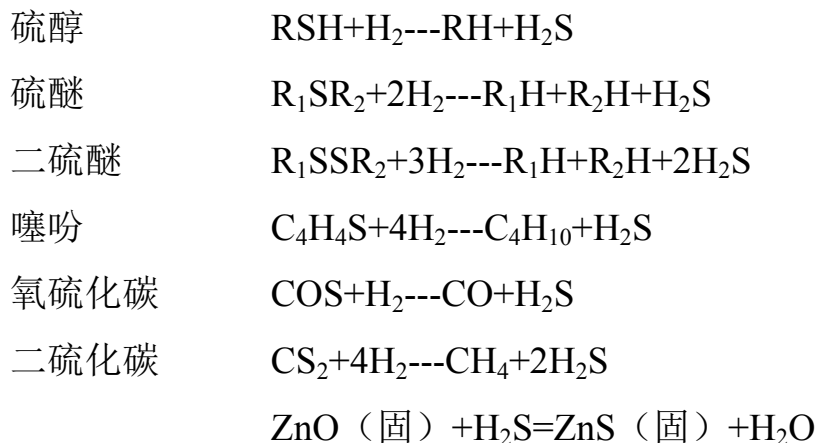 硫醇 RSH+H₂---RH+H₂S
硫醚 R₁SR₂+2H₂---R₁H+R₂H+H₂S
二硫醚 R₁SSR₂+3H₂---R₁H+R₂H+2H₂S
噻吩 C₄H₄S+4H₂---C₄H₁₀+H₂S
氧硫化碳 COS+H₂---CO+H₂S
二硫化碳 CS₂+4H₂---CH₄+2H₂S
ZnO（固）+H₂S=ZnS（固）+H₂O